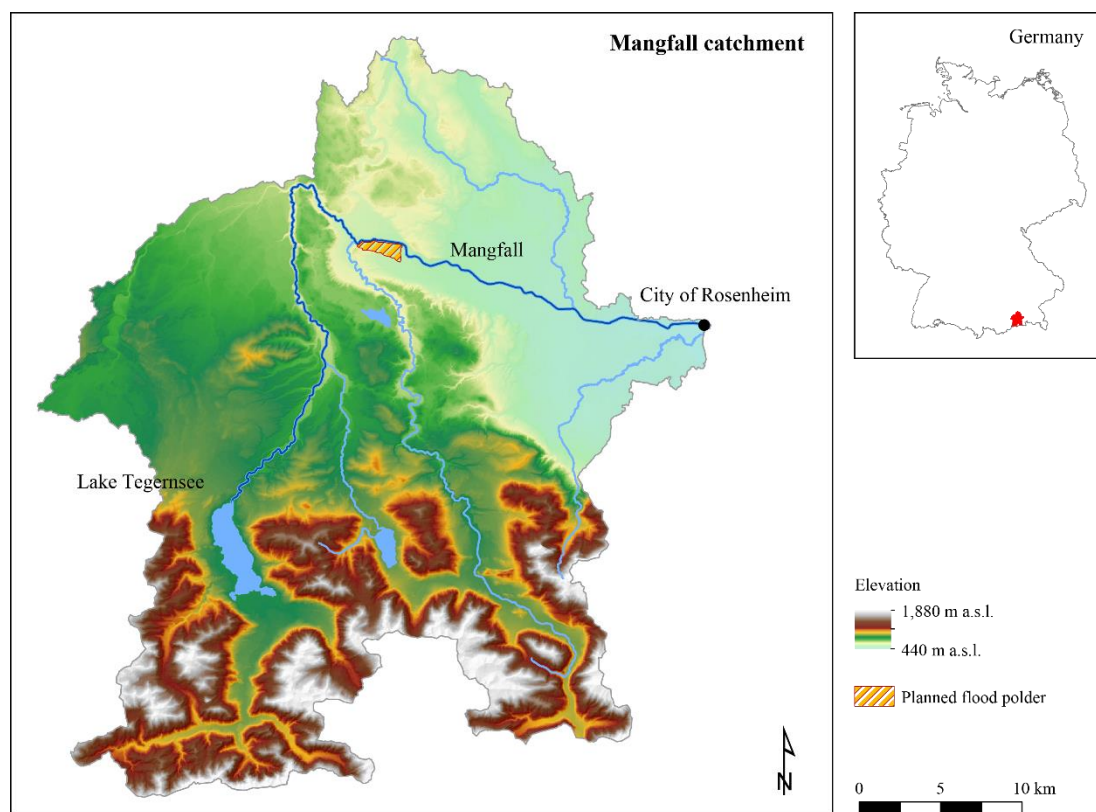 Mangfall catchment
Germany
Mangfall
City of Rosenheim
Lake Tegernsee
Elevation
1,880 m a.s.l.
440 m a.s.l.
Planned flood polder
N
0 5 10 km